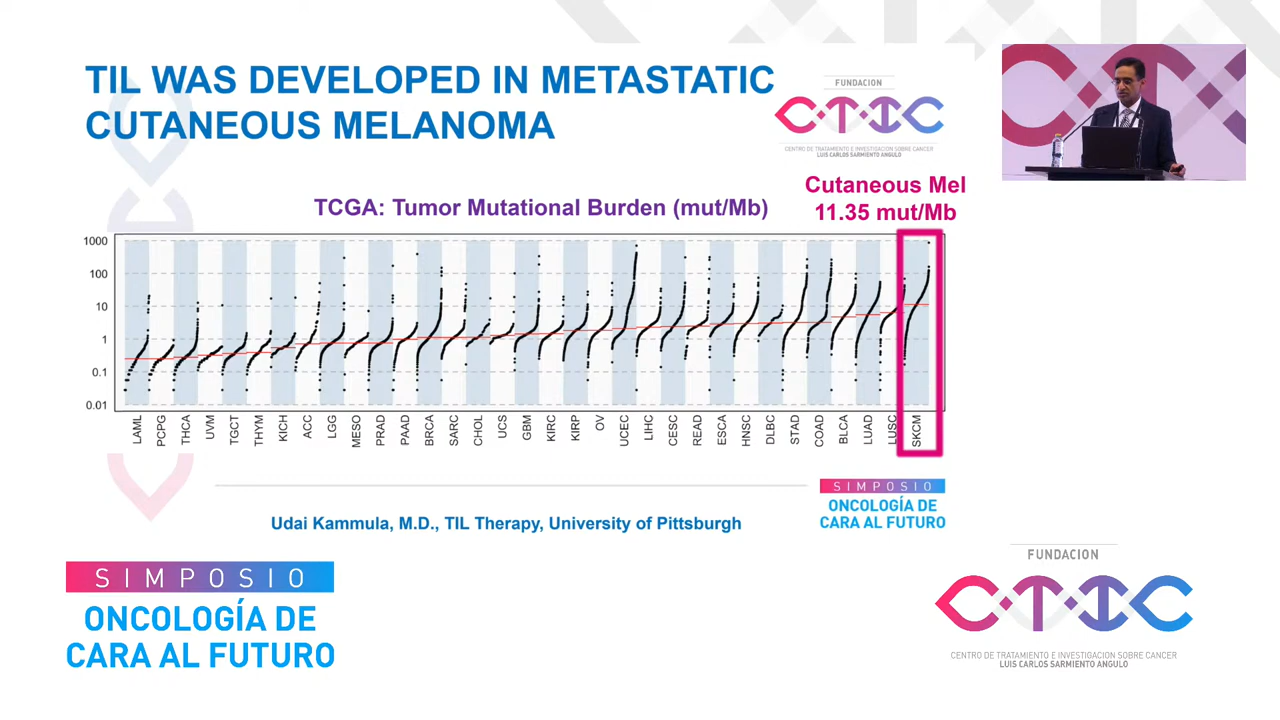 TIL WAS DEVELOPED IN METASTATIC
CUTANEOUS MELANOMA
FUNDACION
CTIC
CENTRO DE TRATAMIENTO E INVESTIGACION SOBRE CANCER
LUIS CARLOS SARMIENTO ANGULO
Cutaneous Mel
11.35 mut/Mb
TCGA: Tumor Mutational Burden (mut/Mb)
1000
100
10
1
0.1
0.01
LAML
PCPG
THCA
UVM
TGCT
THYM
KICH
ACC
LGG
MESO
PRAD
PAAD
BRCA
SARC
CHOL
UCS
GBM
KIRC
KIRP
OV
UCEC
LIHC
CESC
READ
ESCA
HNSC
DLBC
STAD
COAD
BLCA
LUAD
LUSC
SKCM
SIMPOSIO
ONCOLOGÍA DE
CARA AL FUTURO
Udai Kammula, M.D., TIL Therapy, University of Pittsburgh
SIMPOSIO
ONCOLOGÍA DE
CARA AL FUTURO
FUNDACION
CTIC
CENTRO DE TRATAMIENTO E INVESTIGACION SOBRE CANCER
LUIS CARLOS SARMIENTO ANGULO